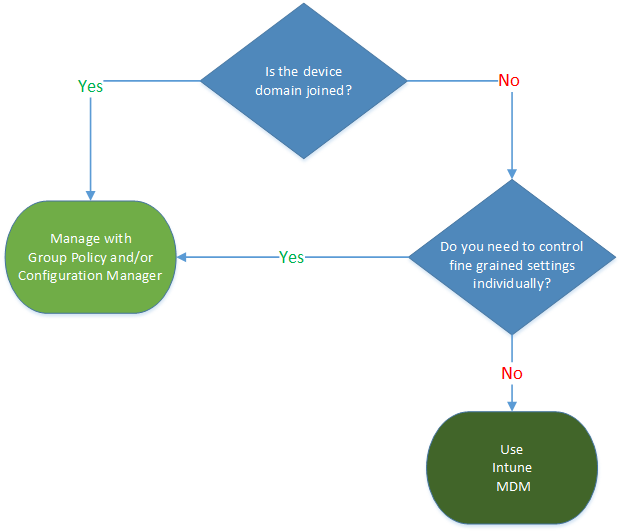 Is the device
domain joined?
Yes
No
Manage with
Group Policy and/or
Configuration Manager
Yes
Do you need to control
fine grained settings
individually?
No
Use
Intune
MDM